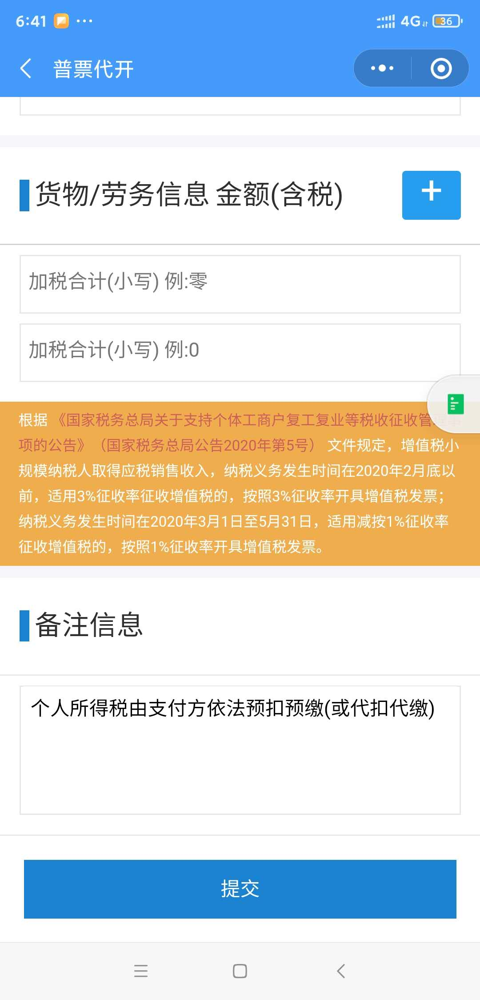 6:41
4G
36
普票代开
货物/劳务信息 金额(含税)
加税合计(小写) 例:零
加税合计(小写) 例:0
根据 《国家税务总局关于支持个体工商户复工复业等税收征收管理事
项的公告》（国家税务总局公告2020年第5号） 文件规定，增值税小
规模纳税人取得应税销售收入，纳税义务发生时间在2020年2月底以
前，适用3%征收率征收增值税的，按照3%征收率开具增值税发票；
纳税义务发生时间在2020年3月1日至5月31日，适用减按1%征收率
征收增值税的，按照1%征收率开具增值税发票。
备注信息
个人所得税由支付方依法预扣预缴(或代扣代缴)
提交